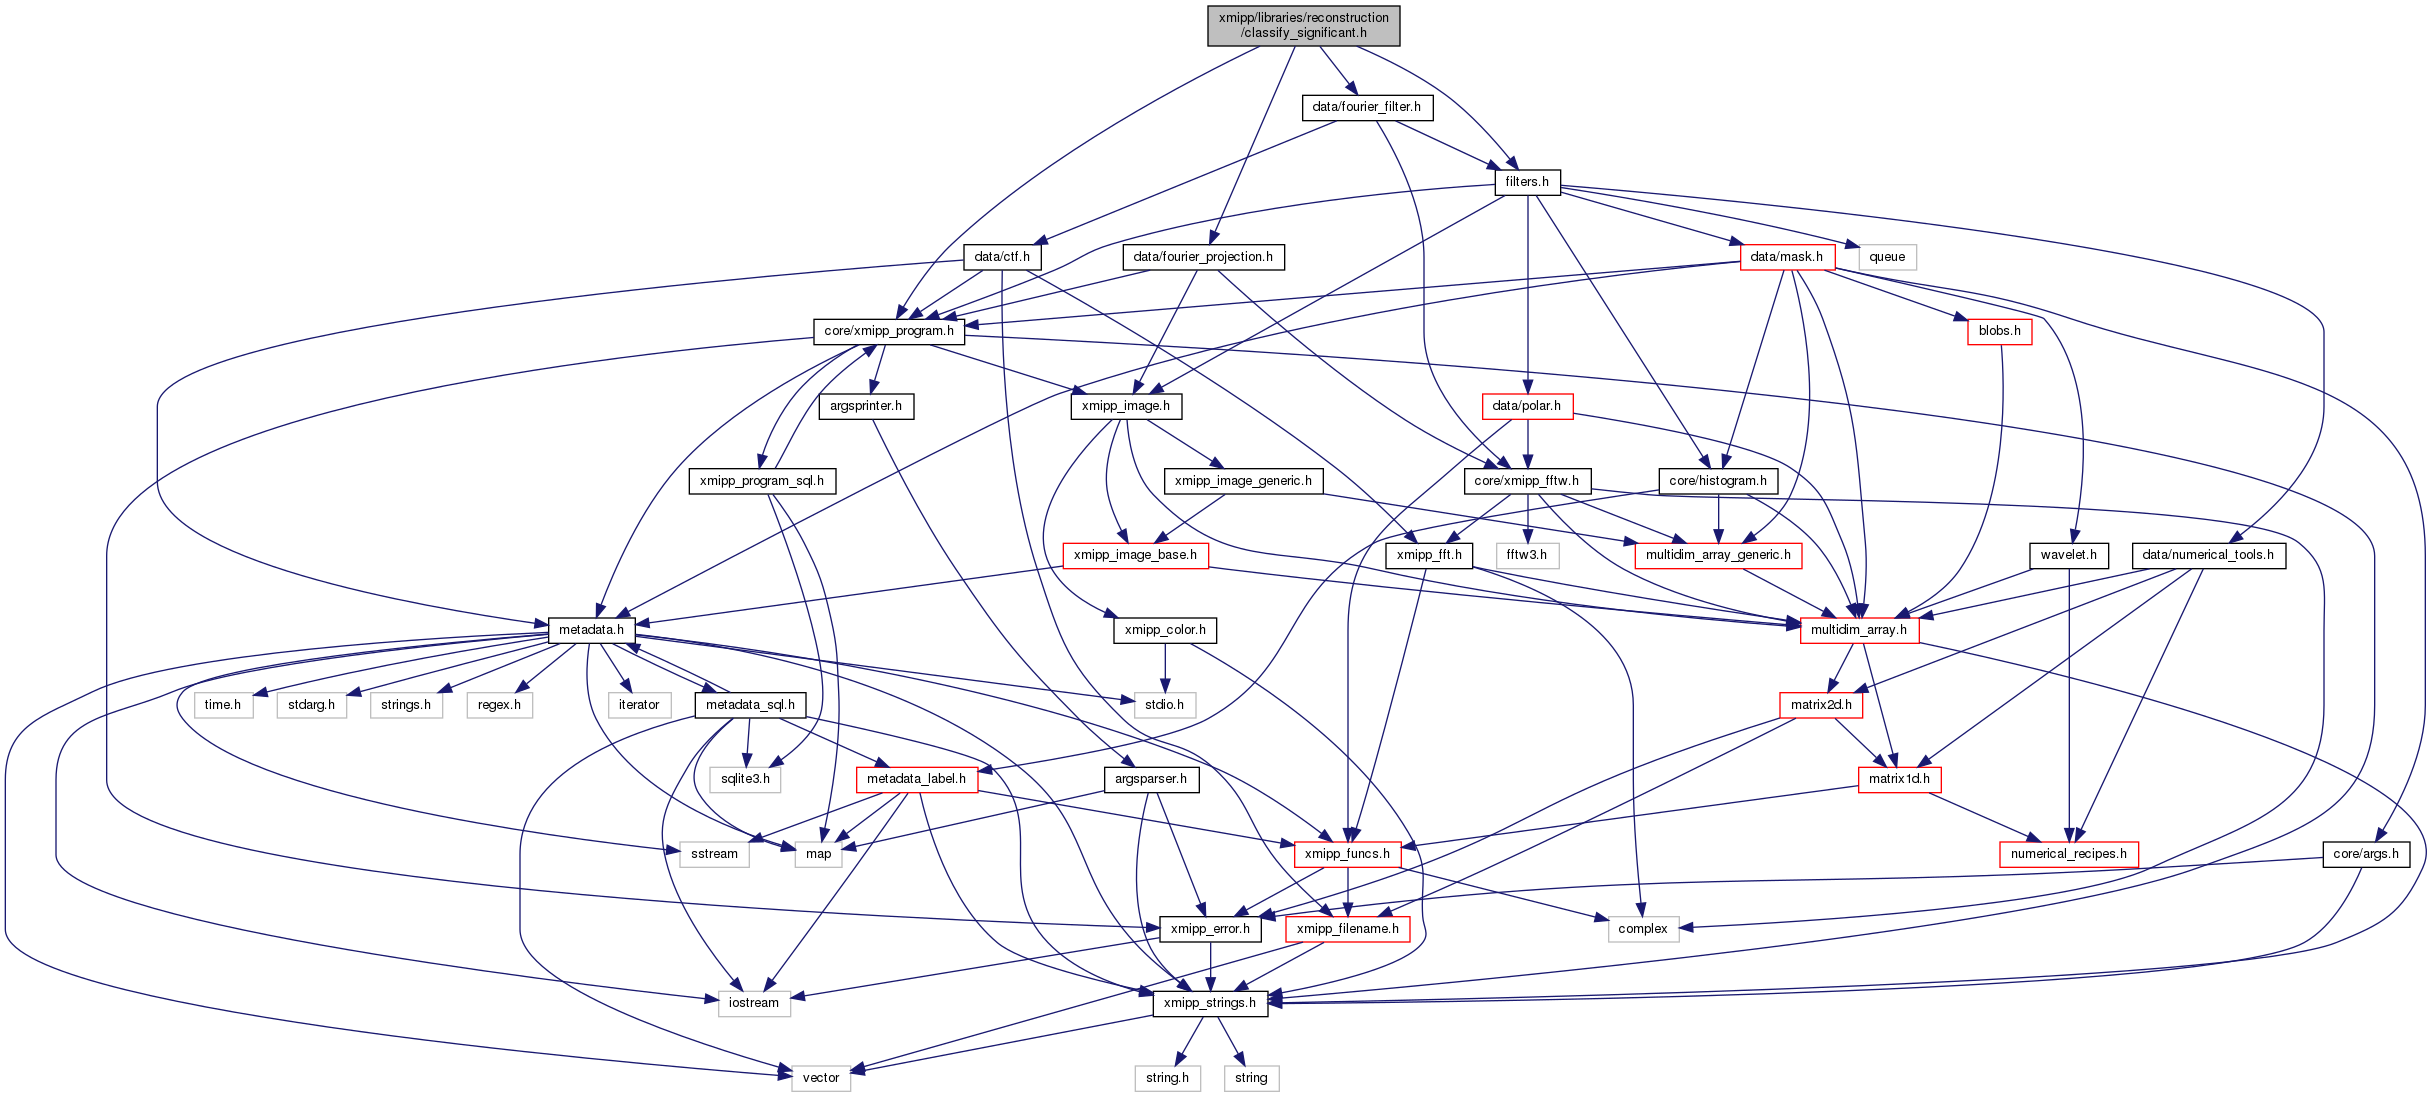 xmipp/libraries/reconstruction
/classify_significant.h
data/fourier_filter.h
filters.h
data/ctf.h
data/fourier_projection.h
data/mask.h
queue
core/xmipp_program.h
blobs.h
argsprinter.h
xmipp_image.h
data/polar.h
xmipp_program_sql.h
xmipp_image_generic.h
core/xmipp_fftw.h
core/histogram.h
xmipp_image_base.h
xmipp_fft.h
fftw3.h
multidim_array_generic.h
wavelet.h
data/numerical_tools.h
metadata.h
xmipp_color.h
multidim_array.h
time.h
stdarg.h
strings.h
regex.h
iterator
metadata_sql.h
stdio.h
matrix2d.h
sqlite3.h
metadata_label.h
argsparser.h
matrix1d.h
sstream
map
xmipp_funcs.h
numerical_recipes.h
core/args.h
xmipp_error.h
xmipp_filename.h
complex
iostream
xmipp_strings.h
vector
string.h
string